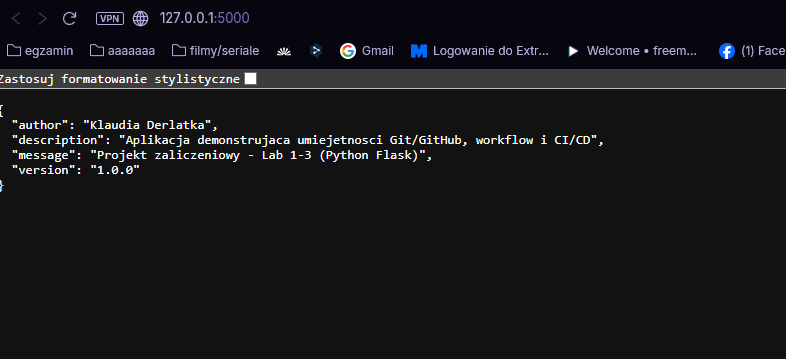 VPN 127.0.0.1:5000
egzamin aaaaaaa filmy/seriale Gmail Logowanie do Extr... Welcome • freem... (1) Face
Zastosuj formatowanie stylistyczne
{
"author": "Klaudia Derlatka",
"description": "Aplikacja demonstrujaca umiejetnosci Git/GitHub, workflow i CI/CD",
"message": "Projekt zaliczeniowy - Lab 1-3 (Python Flask)",
"version": "1.0.0"
}